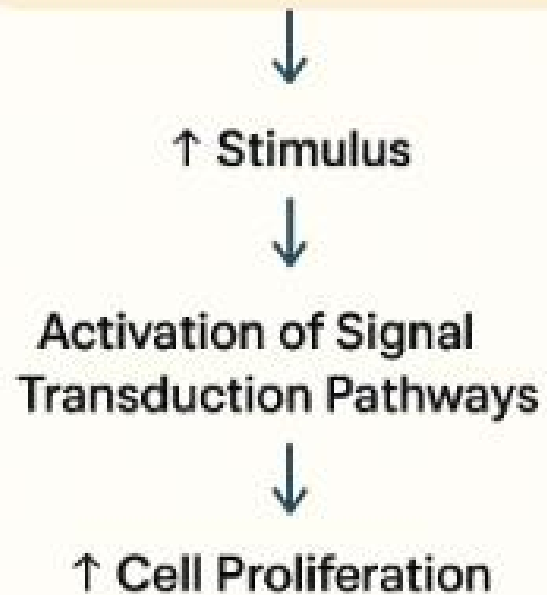 ↑ Stimulus
Activation of Signal
Transduction Pathways
↑ Cell Proliferation